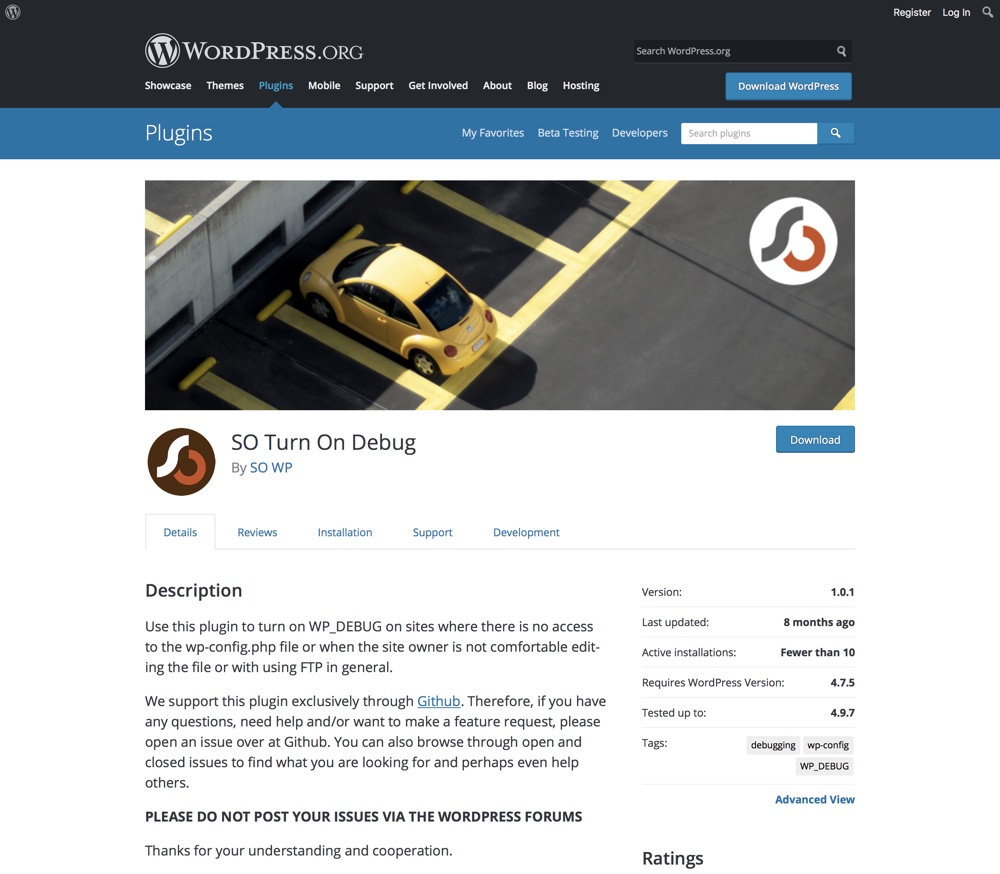 Register Log In
WORDPRESS.ORG
Search WordPress.org
Showcase Themes Plugins Mobile Support Get Involved About Blog Hosting
Download WordPress
Plugins
My Favorites Beta Testing Developers
Search plugins
SO Turn On Debug
By SO WP
Download
Details Reviews Installation Support Development
Description
Use this plugin to turn on WP_DEBUG on sites where there is no access
to the wp-config.php file or when the site owner is not comfortable edit-
ing the file or with using FTP in general.
We support this plugin exclusively through Github. Therefore, if you have
any questions, need help and/or want to make a feature request, please
open an issue over at Github. You can also browse through open and
closed issues to find what you are looking for and perhaps even help
others.
PLEASE DO NOT POST YOUR ISSUES VIA THE WORDPRESS FORUMS
Thanks for your understanding and cooperation.
Version: 1.0.1
Last updated: 8 months ago
Active installations: Fewer than 10
Requires WordPress Version: 4.7.5
Tested up to: 4.9.7
Tags: debugging wp-config
WP_DEBUG
Advanced View
Ratings